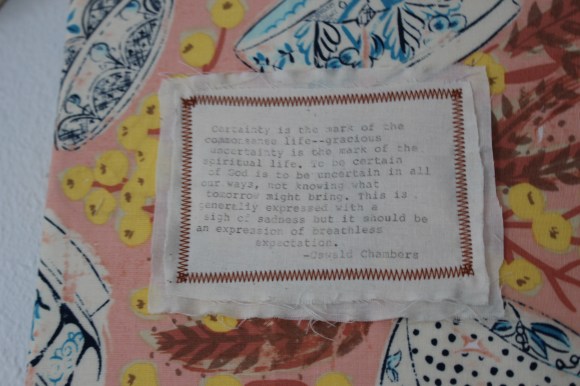 Certainty is the mark of the
commonsense life--gracious
uncertainty is the mark of the
spiritual life. To be certain
of God is to be uncertain in all
our ways, not knowing what
tomorrow might bring. This is
generally expressed with a
sigh of sadness but it should be
an expression of breathless
expectation.
-Oswald Chambers